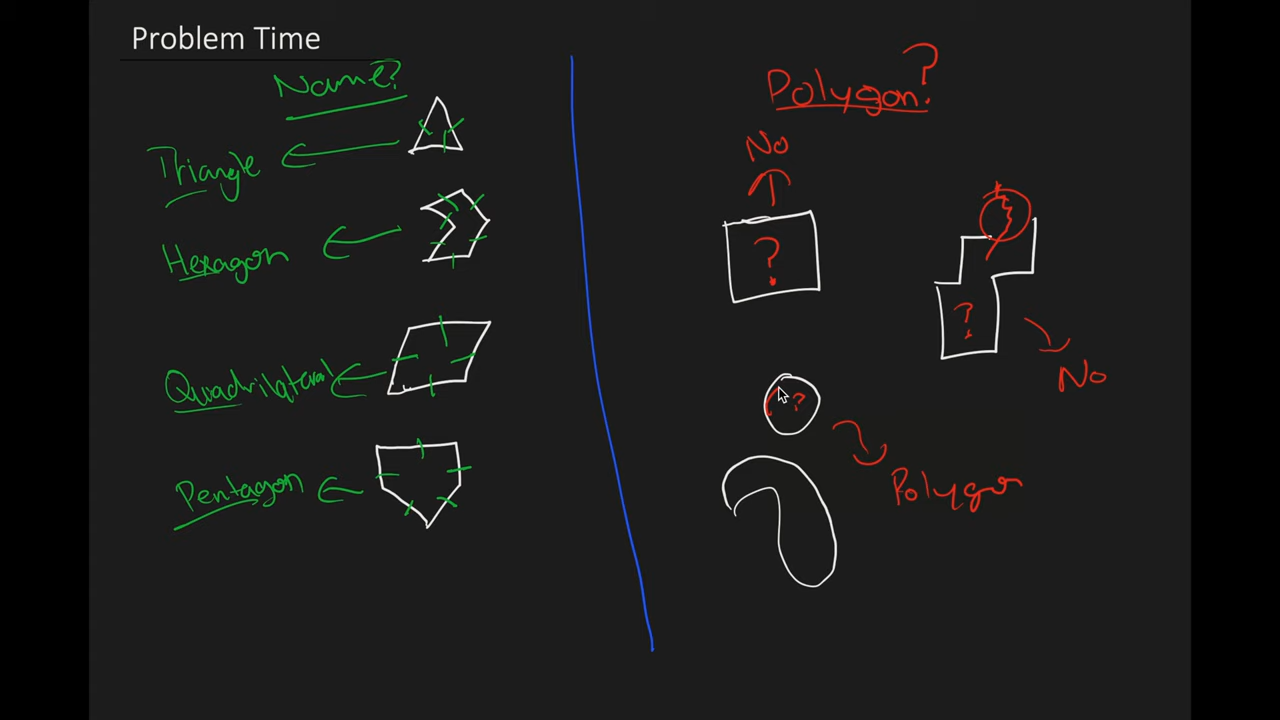 Problem Time
Name?
Triangle
Hexagon
Quadrilateral
Pentagon
Polygon?
No
?
?
No
?
Polygon